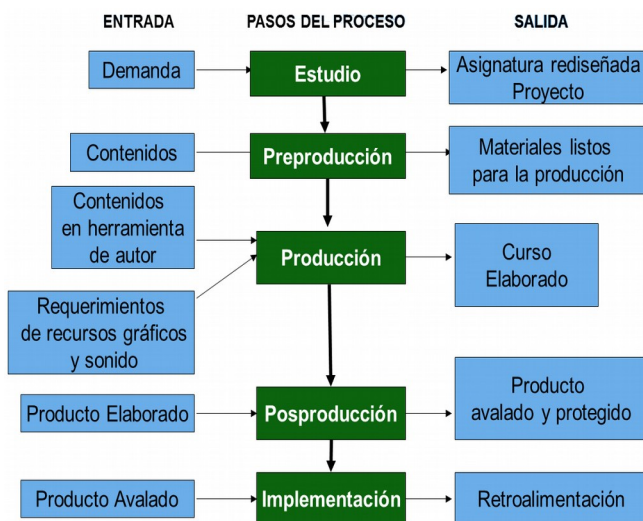 ENTRADA
PASOS DEL PROCESO
SALIDA
Demanda
Estudio
Asignatura rediseñada
Proyecto
Contenidos
Preproducción
Materiales listos
para la producción
Contenidos
en herramienta
de autor
Producción
Curso
Elaborado
Requerimientos
de recursos gráficos
y sonido
Producto Elaborado
Posproducción
Producto
avalado y protegido
Producto Avalado
Implementación
Retroalimentación